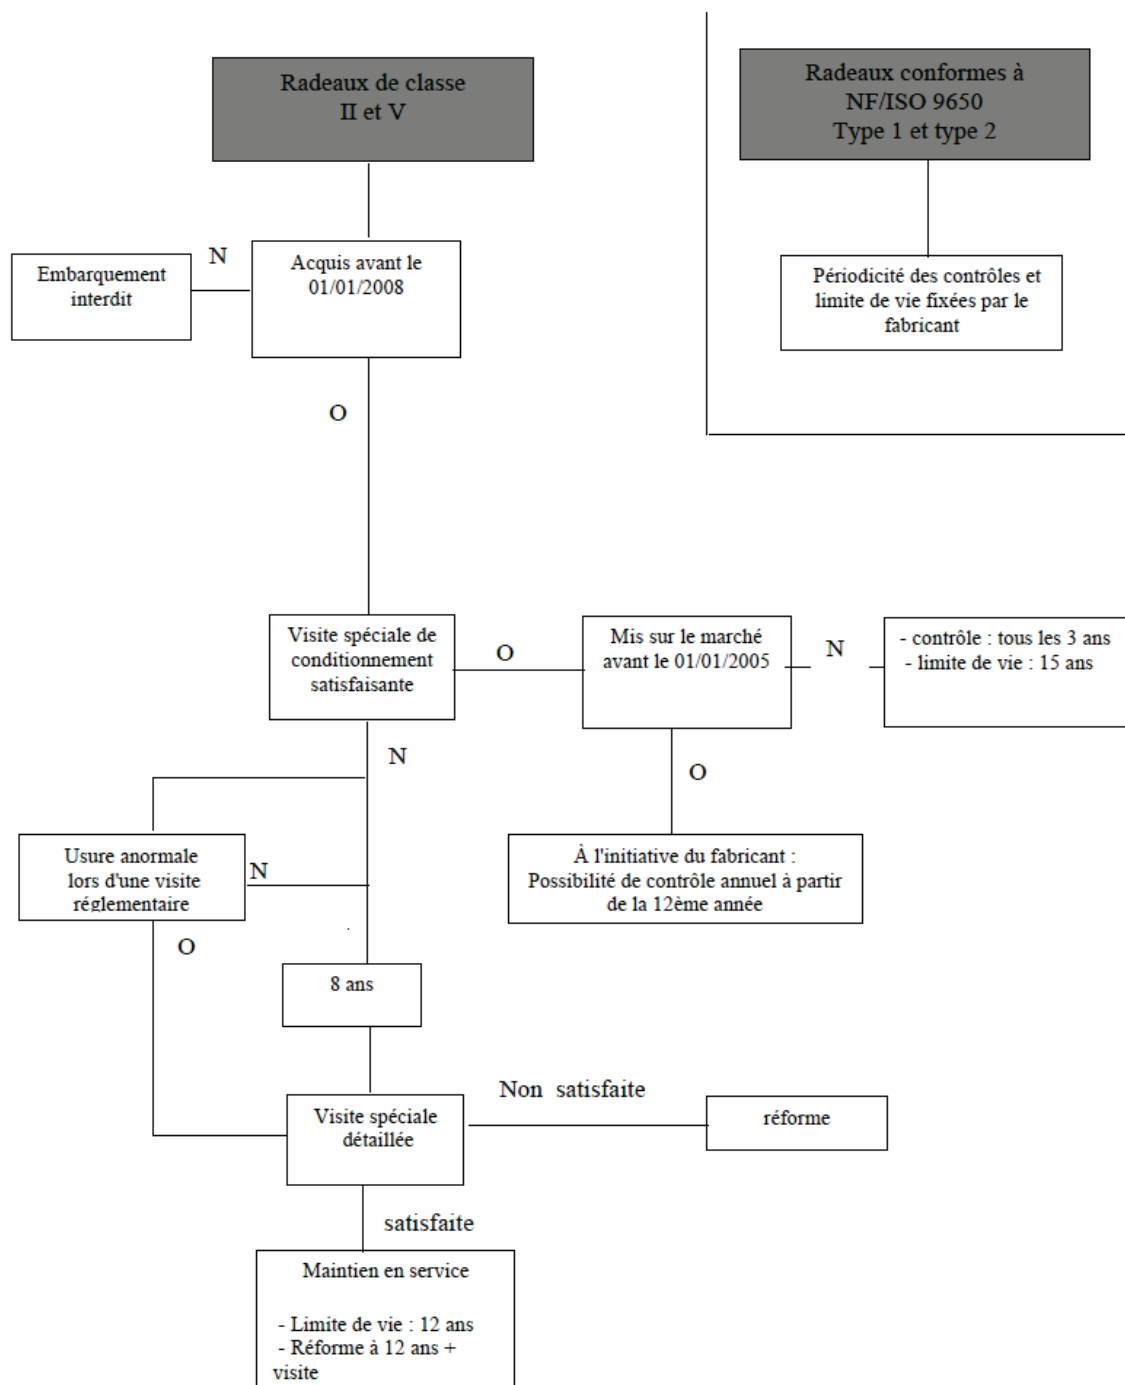 Radeaux de classe
II et V
Radeaux conformes à
NF/ISO 9650
Type 1 et type 2
N
Embarquement
interdit
Acquis avant le
01/01/2008
Périodicité des contrôles et
limite de vie fixées par le
fabricant
O
Visite spéciale de
conditionnement
satisfaisante
O
Mis sur le marché
avant le 01/01/2005
N
- contrôle : tous les 3 ans
- limite de vie : 15 ans
N
O
Usure anormale
lors d'une visite
réglementaire
N
À l'initiative du fabricant :
Possibilité de contrôle annuel à partir
de la 12ème année
O
8 ans
Visite spéciale
détaillée
Non satisfaite
réforme
satisfaite
Maintien en service
- Limite de vie : 12 ans
- Réforme à 12 ans +
visite